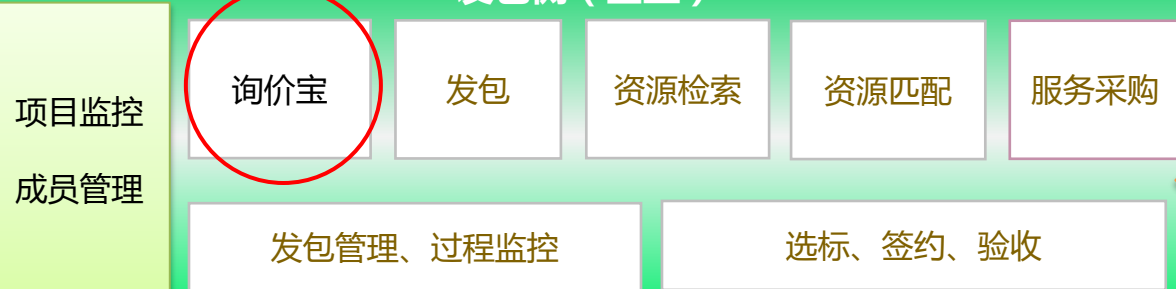 项目监控
成员管理
询价宝
发包
资源检索
资源匹配
服务采购
发包管理、过程监控
选标、签约、验收